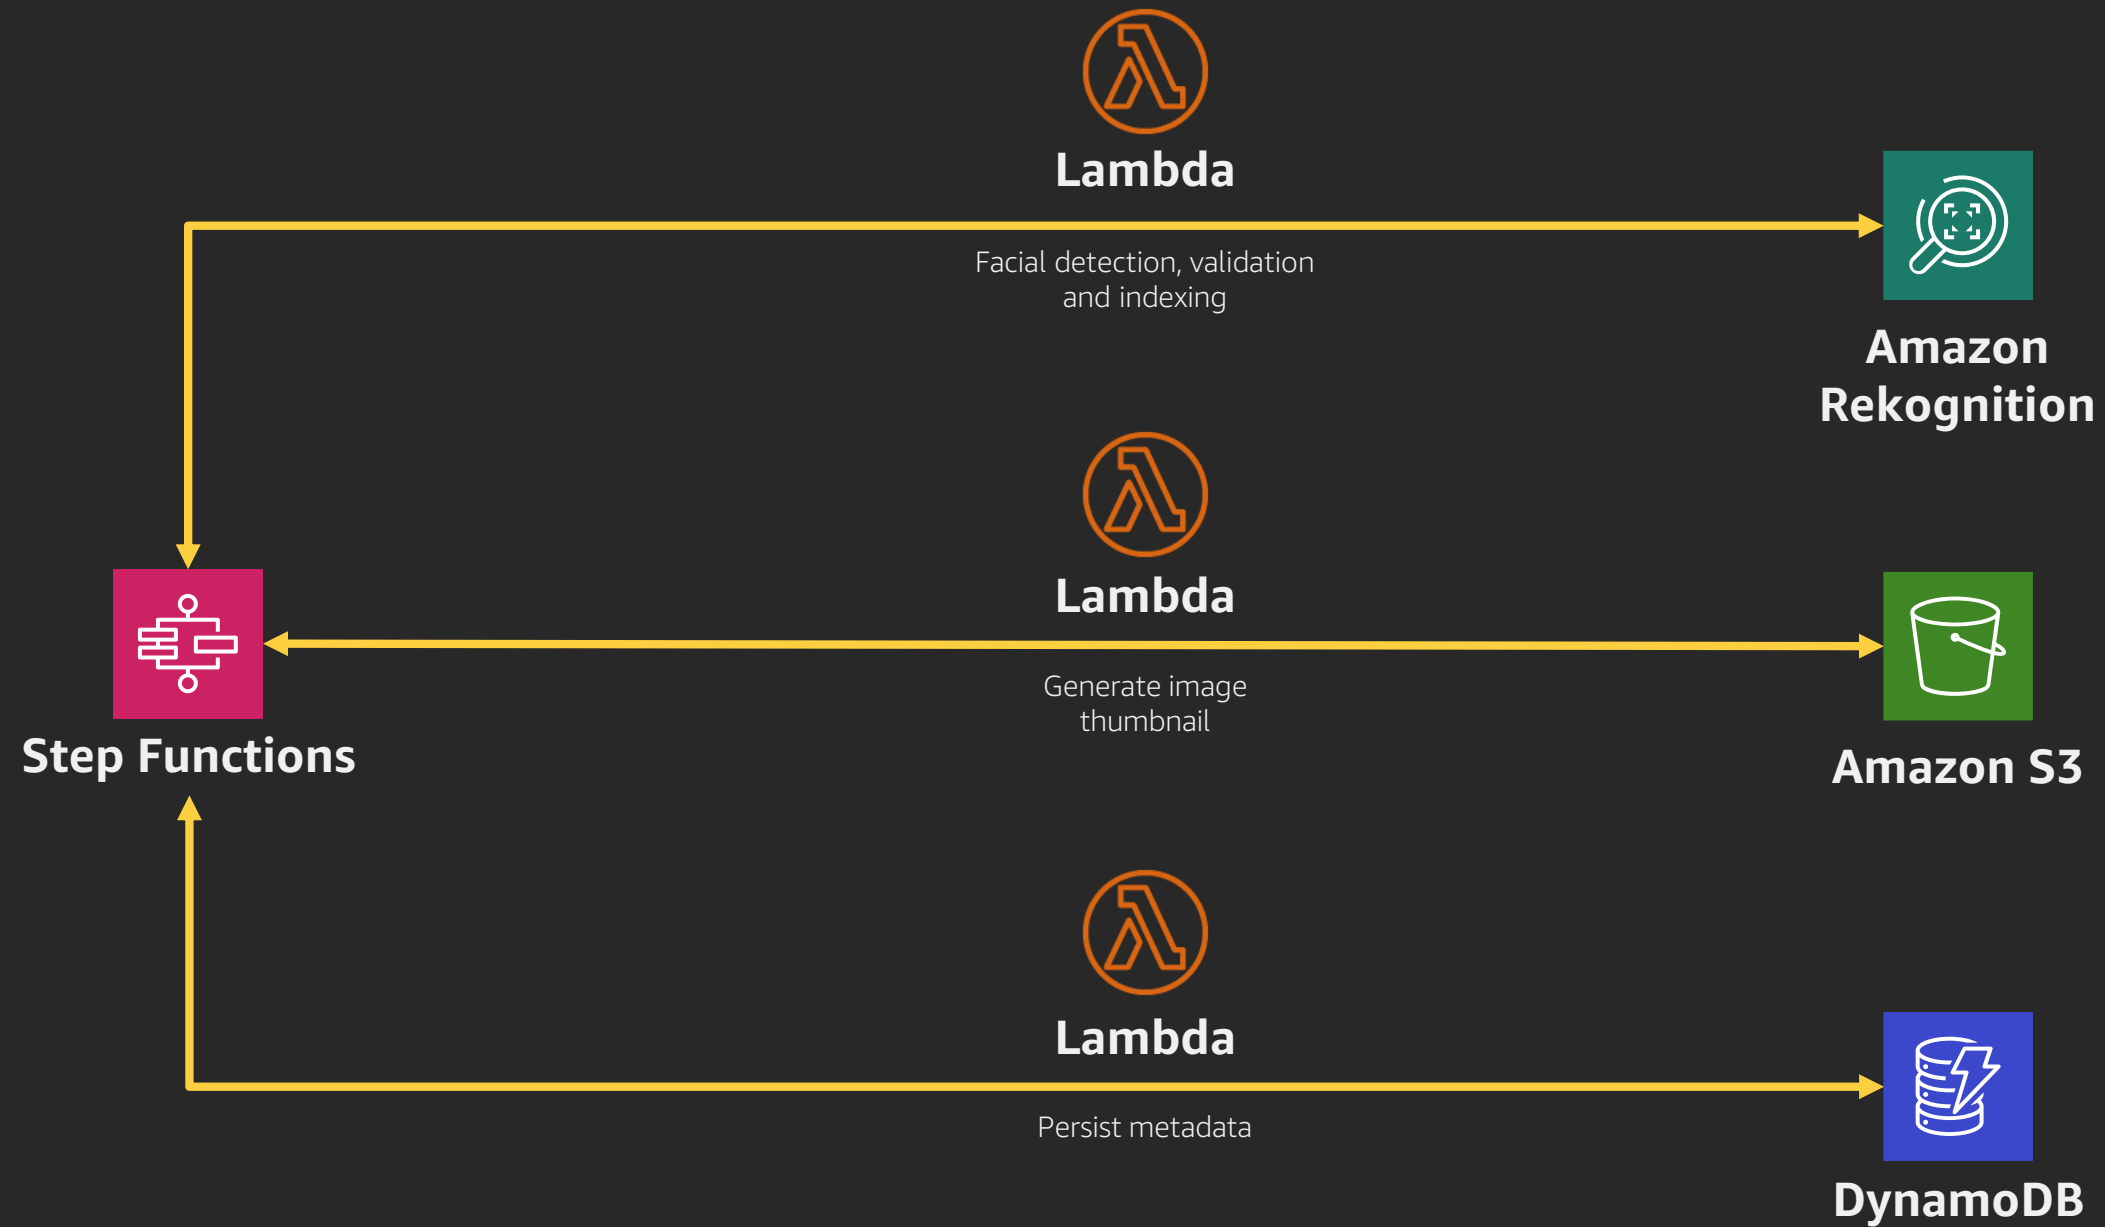 Lambda
Facial detection, validation
and indexing
Amazon
Rekognition
Lambda
Generate image
thumbnail
Step Functions
Amazon S3
Lambda
Persist metadata
DynamoDB